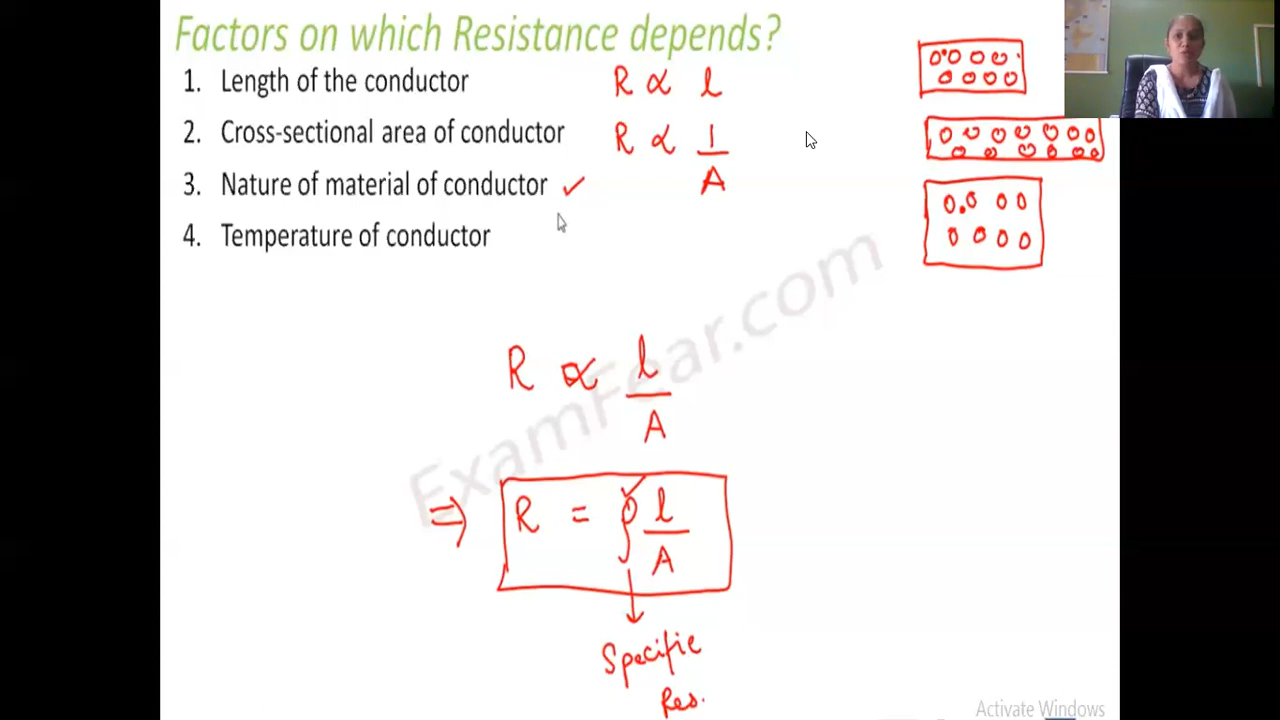 Factors on which Resistance depends?
1. Length of the conductor R ∝ l
2. Cross-sectional area of conductor R ∝ 1/A
3. Nature of material of conductor ✓
4. Temperature of conductor
ExamFear.com
R ∝ l/A
⇒ R = ρ l/A
Specific
Res.
Activate Windows